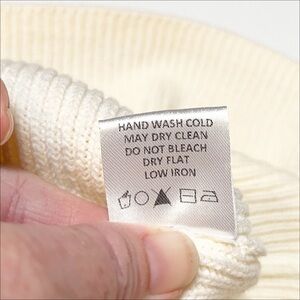 HAND WASH COLD
MAY DRY CLEAN
DO NOT BLEACH
DRY FLAT
LOW IRON